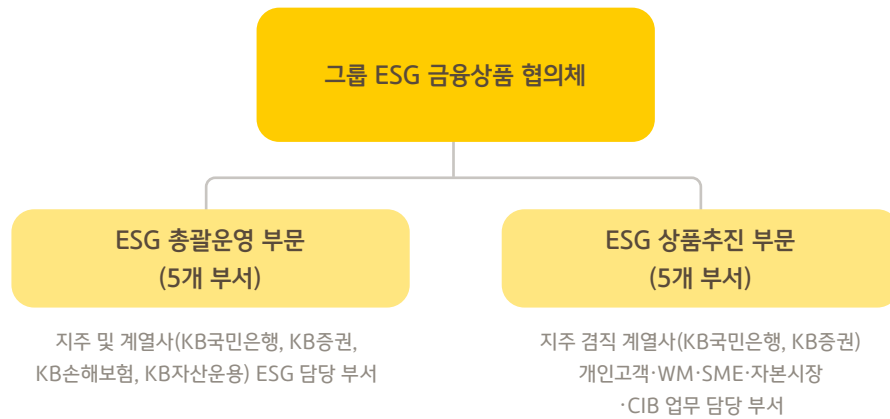 그룹 ESG 금융상품 협의체
ESG 총괄운영 부문
(5개 부서)
지주 및 계열사(KB국민은행, KB증권,
KB손해보험, KB자산운용) ESG 담당 부서
ESG 상품추진 부문
(5개 부서)
지주 겸직 계열사(KB국민은행, KB증권)
개인고객·WM·SME·자본시장
·CIB 업무 담당 부서